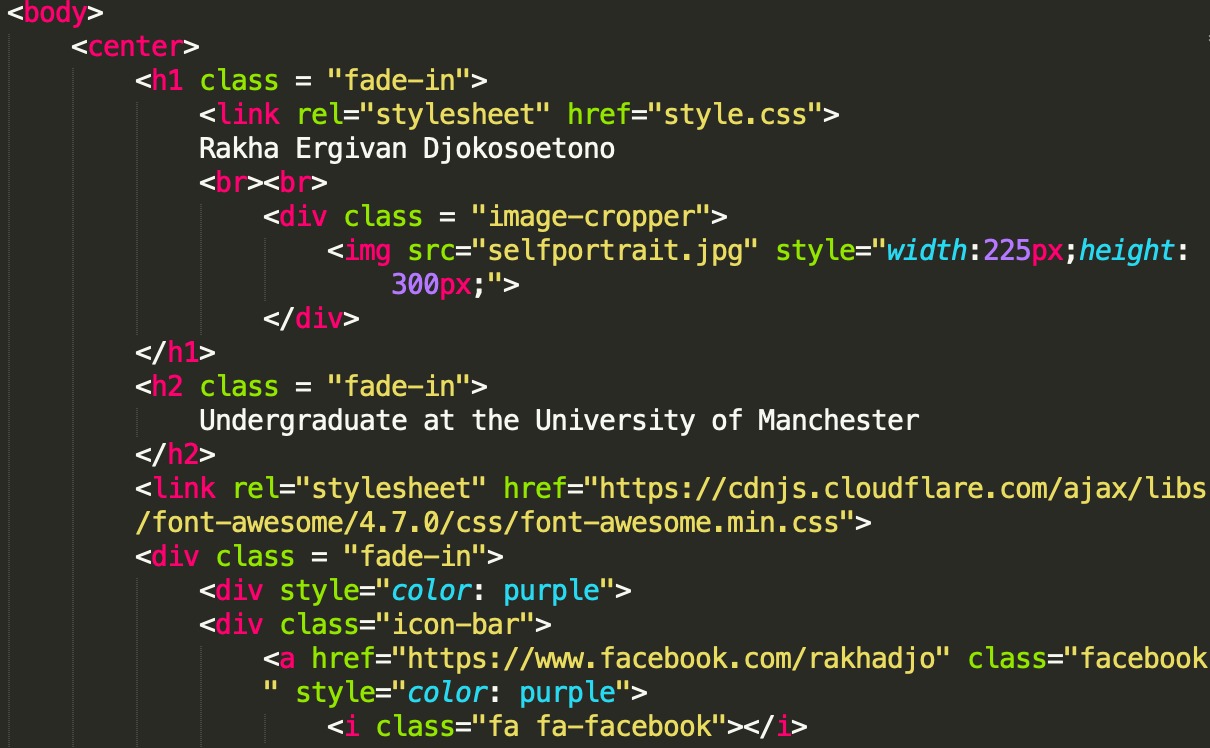 <body>
<center>
<h1 class = "fade-in">
<link rel="stylesheet" href="style.css">
Rakha Ergivan Djokosoetono
<br><br>
<div class = "image-cropper">
<img src="selfportrait.jpg" style="width:225px;height:
300px;">
</div>
</h1>
<h2 class = "fade-in">
Undergraduate at the University of Manchester
</h2>
<link rel="stylesheet" href="https://cdnjs.cloudflare.com/ajax/libs
/font-awesome/4.7.0/css/font-awesome.min.css">
<div class = "fade-in">
<div style="color: purple">
<div class="icon-bar">
<a href="https://www.facebook.com/rakhadjo" class="facebook
" style="color: purple">
<i class="fa fa-facebook"></i>